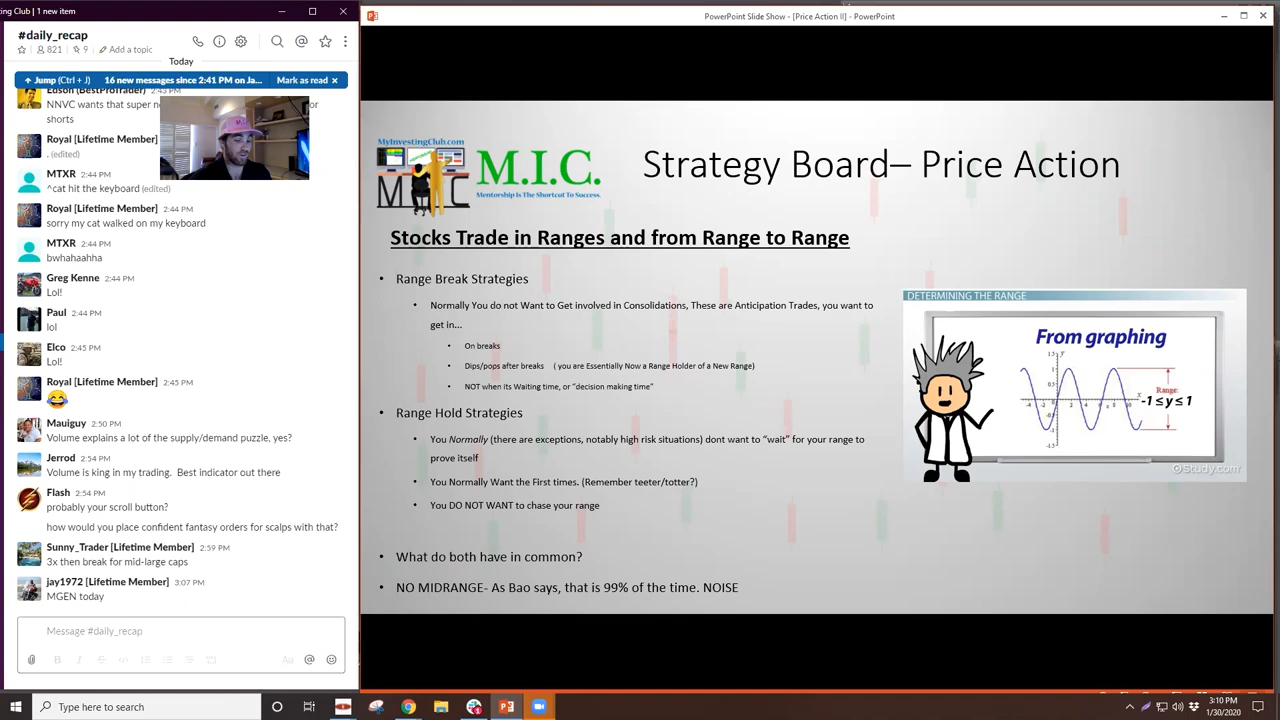 ting Club | 1 new item
#daily_recap
821
9
Add a topic
Today
Jump (Ctrl + J) 16 new messages since 2:41 PM on Ja... Mark as read
Edson (BestProTrader) 2:43 PM
NNVC wants that super
or
shorts
Royal [Lifetime Member]
. (edited)
MTXR 2:44 PM
^cat hit the keyboard (edited)
Royal [Lifetime Member] 2:44 PM
sorry my cat walked on my keyboard
MTXR 2:44 PM
bwhahaahha
Greg Kenne 2:44 PM
Lol!
Paul 2:44 PM
lol
Elco 2:45 PM
Lol!
Royal [Lifetime Member] 2:45 PM
Mauiguy 2:50 PM
Volume explains a lot of the supply/demand puzzle, yes?
Jerrod 2:54 PM
Volume is king in my trading. Best indicator out there
Flash 2:54 PM
probably your scroll button?
how would you place confident fantasy orders for scalps with that?
Sunny_Trader [Lifetime Member] 2:59 PM
3x then break for mid-large caps
jay1972 [Lifetime Member] 3:07 PM
MGEN today
Message #daily_recap
PowerPoint Slide Show - [Price Action II] - PowerPoint
MyInvestingClub.com
MIC
M.I.C.
Mentorship Is The Shortcut To Success.
Strategy Board– Price Action
Stocks Trade in Ranges and from Range to Range
• Range Break Strategies
• Normally You do not Want to Get involved in Consolidations, These are Anticipation Trades, you want to
get in...
• On breaks
• Dips/pops after breaks ( you are Essentially Now a Range Holder of a New Range)
• NOT when its Waiting time, or “decision making time”
• Range Hold Strategies
• You Normally (there are exceptions, notably high risk situations) dont want to “wait” for your range to
prove itself
• You Normally Want the First times. (Remember teeter/totter?)
• You DO NOT WANT to chase your range
• What do both have in common?
• NO MIDRANGE- As Bao says, that is 99% of the time. NOISE
DETERMINING THE RANGE
From graphing
Range:
-1 ≤ y ≤ 1
Study.com
Type here to search
3:10 PM
1/30/2020